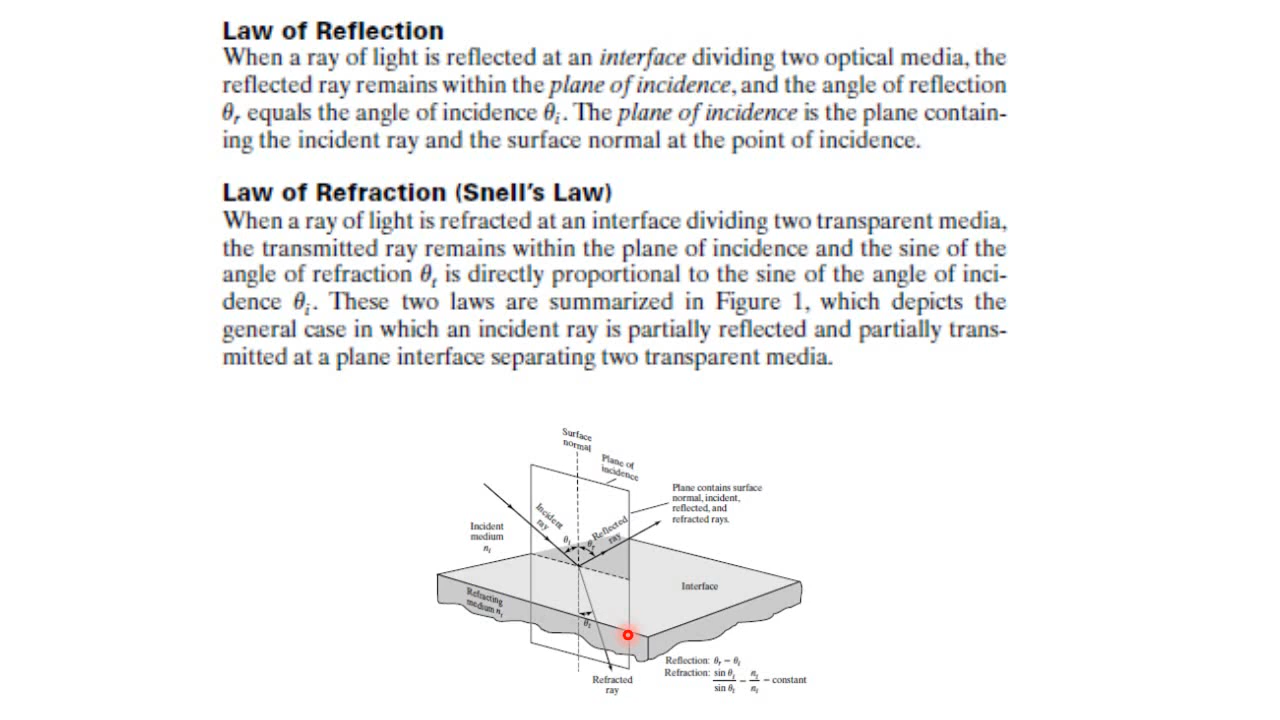 Law of Reflection
When a ray of light is reflected at an interface dividing two optical media, the
reflected ray remains within the plane of incidence, and the angle of reflection
θr equals the angle of incidence θi. The plane of incidence is the plane contain-
ing the incident ray and the surface normal at the point of incidence.
Law of Refraction (Snell's Law)
When a ray of light is refracted at an interface dividing two transparent media,
the transmitted ray remains within the plane of incidence and the sine of the
angle of refraction θt is directly proportional to the sine of the angle of inci-
dence θi. These two laws are summarized in Figure 1, which depicts the
general case in which an incident ray is partially reflected and partially trans-
mitted at a plane interface separating two transparent media.
Surface
normal
Plane of
incidence
Plane contains surface
normal, incident,
reflected, and
refracted rays.
Incident
ray
Reflected
ray
Incident
medium
ni
θi
θr
Interface
Refracting
medium nt
θt
Refracted
ray
Reflection: θr = θi
Refraction: sin θi / sin θt = nt / ni = constant